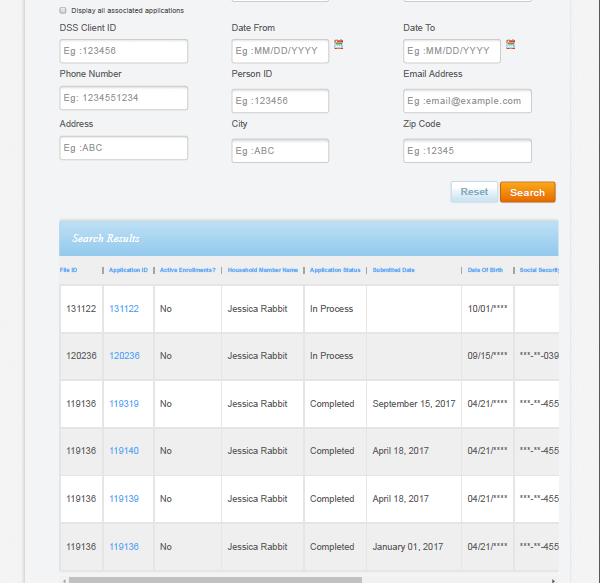 Display all associated applications
DSS Client ID Date From Date To
Eg :123456 Eg :MM/DD/YYYY Eg :MM/DD/YYYY
Phone Number Person ID Email Address
Eg: 1234551234 Eg :123456 Eg :email@example.com
Address City Zip Code
Eg :ABC Eg :ABC Eg :12345
Reset Search
Search Results
File ID Application ID Active Enrollments? Household Member Name Application Status Submitted Date Date Of Birth Social Security
131122 131122 No Jessica Rabbit In Process 10/01/****
120236 120236 No Jessica Rabbit In Process 09/15/**** ***-**-039
119136 119319 No Jessica Rabbit Completed September 15, 2017 04/21/**** ***-**-455
119136 119140 No Jessica Rabbit Completed April 18, 2017 04/21/**** ***-**-455
119136 119139 No Jessica Rabbit Completed April 18, 2017 04/21/**** ***-**-455
119136 119136 No Jessica Rabbit Completed January 01, 2017 04/21/**** ***-**-455